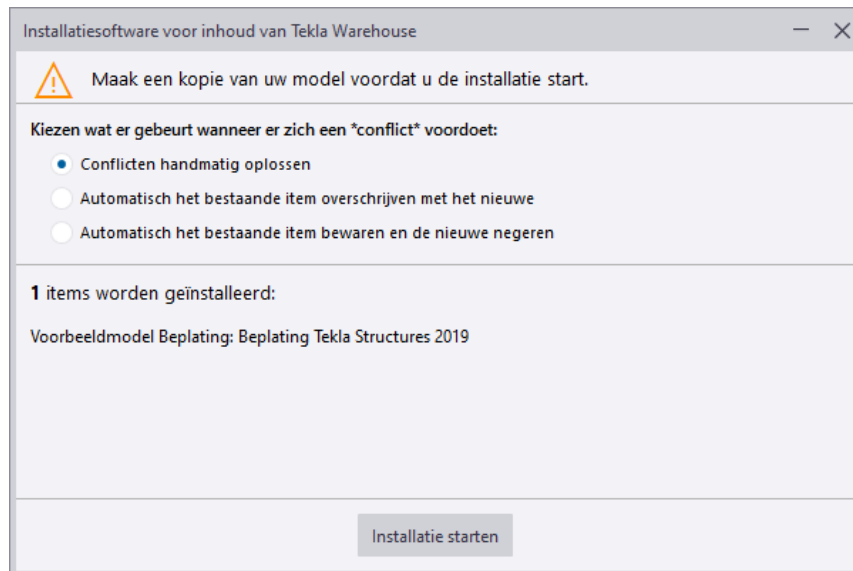 Installatiesoftware voor inhoud van Tekla Warehouse
Maak een kopie van uw model voordat u de installatie start.
Kiezen wat er gebeurt wanneer er zich een *conflict* voordoet:
Conflicten handmatig oplossen
Automatisch het bestaande item overschrijven met het nieuwe
Automatisch het bestaande item bewaren en de nieuwe negeren
1 items worden geïnstalleerd:
Voorbeeldmodel Beplating: Beplating Tekla Structures 2019
Installatie starten